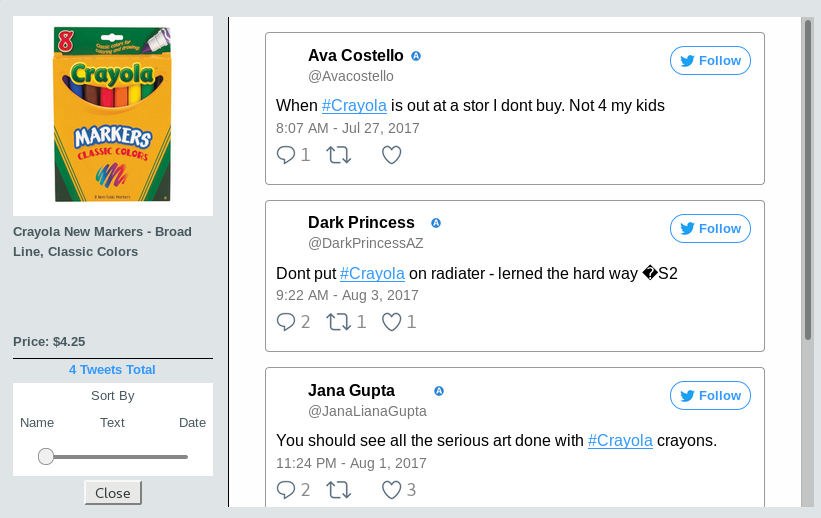 8
Crayola
MARKERS
CLASSIC COLORS
Crayola New Markers - Broad
Line, Classic Colors
Price: $4.25
4 Tweets Total
Sort By
Name Text Date
Close
Ava Costello
@Avacostello
Follow
When #Crayola is out at a stor I dont buy. Not 4 my kids
8:07 AM - Jul 27, 2017
1
Dark Princess
@DarkPrincessAZ
Follow
Dont put #Crayola on radiater - lerned the hard way �S2
9:22 AM - Aug 3, 2017
2 1 1
Jana Gupta
@JanaLianaGupta
Follow
You should see all the serious art done with #Crayola crayons.
11:24 PM - Aug 1, 2017
2 3